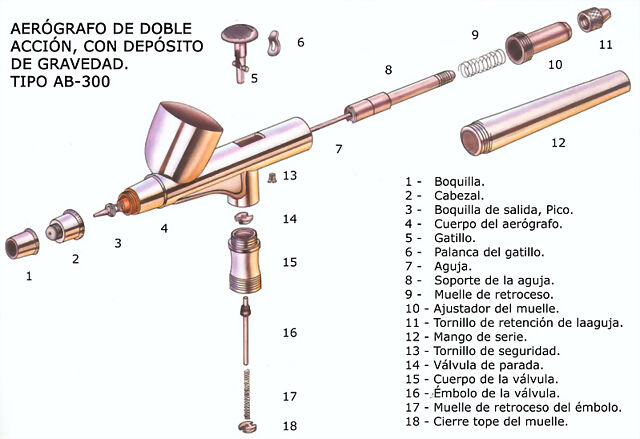 AERÓGRAFO DE DOBLE
ACCIÓN, CON DEPÓSITO
DE GRAVEDAD.
TIPO AB-300
1
2
3
4
5
6
7
8
9
10
11
12
13
14
15
16
17
18
1 - Boquilla.
2 - Cabezal.
3 - Boquilla de salida, Pico.
4 - Cuerpo del aerógrafo.
5 - Gatillo.
6 - Palanca del gatillo.
7 - Aguja.
8 - Soporte de la aguja.
9 - Muelle de retroceso.
10 - Ajustador del muelle.
11 - Tornillo de retención de laaguja.
12 - Mango de serie.
13 - Tornillo de seguridad.
14 - Válvula de parada.
15 - Cuerpo de la válvula.
16 - Émbolo de la válvula.
17 - Muelle de retroceso del émbolo.
18 - Cierre tope del muelle.